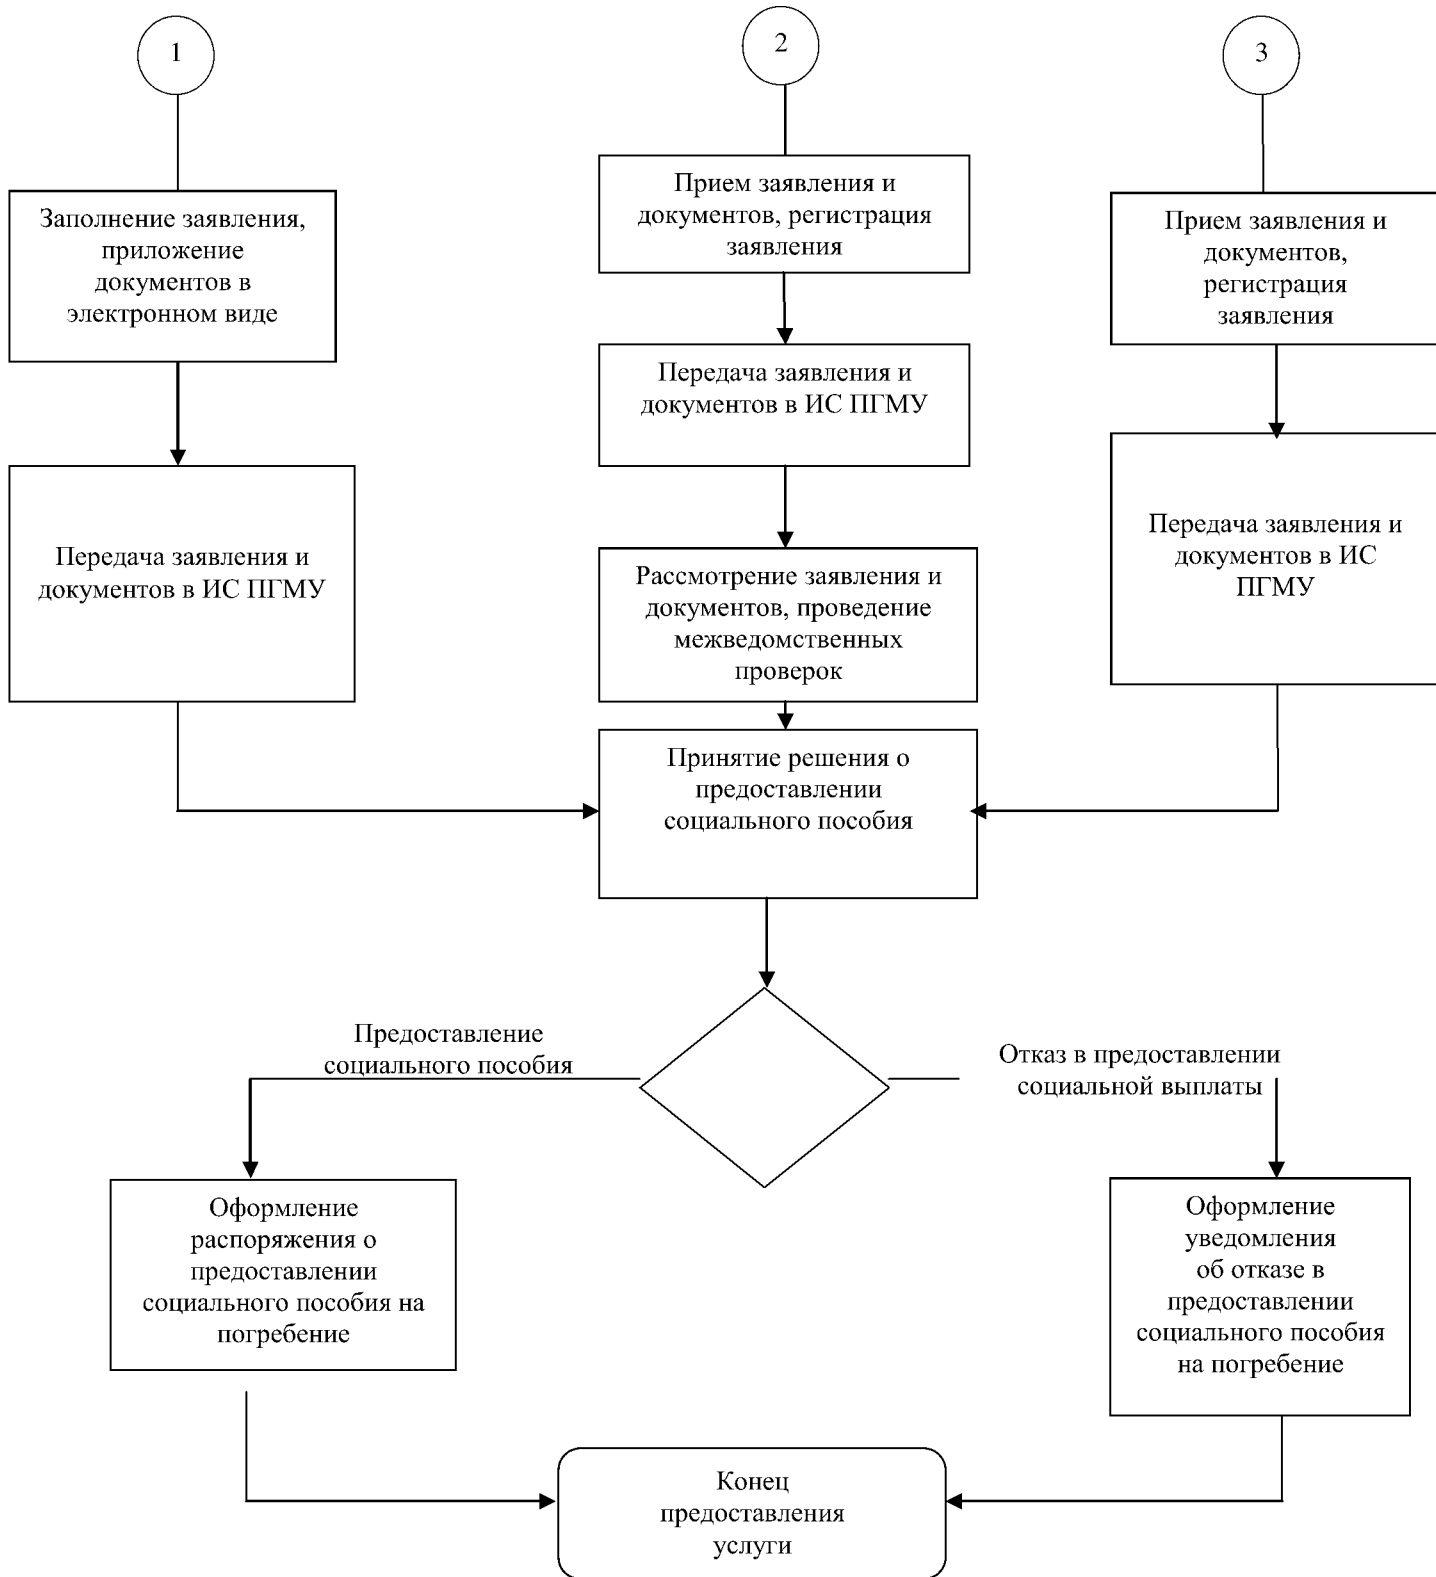 1
2
3
Заполнение заявления,
приложение
документов в
электронном виде
Прием заявления и
документов, регистрация
заявления
Прием заявления и
документов,
регистрация
заявления
Передача заявления и
документов в ИС ПГМУ
Передача заявления и
документов в ИС ПГМУ
Передача заявления и
документов в ИС
ПГМУ
Рассмотрение заявления и
документов, проведение
межведомственных
проверок
Принятие решения о
предоставлении
социального пособия
Предоставление
социального пособия
Отказ в предоставлении
социальной выплаты
Оформление
распоряжения о
предоставлении
социального пособия на
погребение
Оформление
уведомления
об отказе в
предоставлении
социального пособия
на погребение
Конец
предоставления
услуги